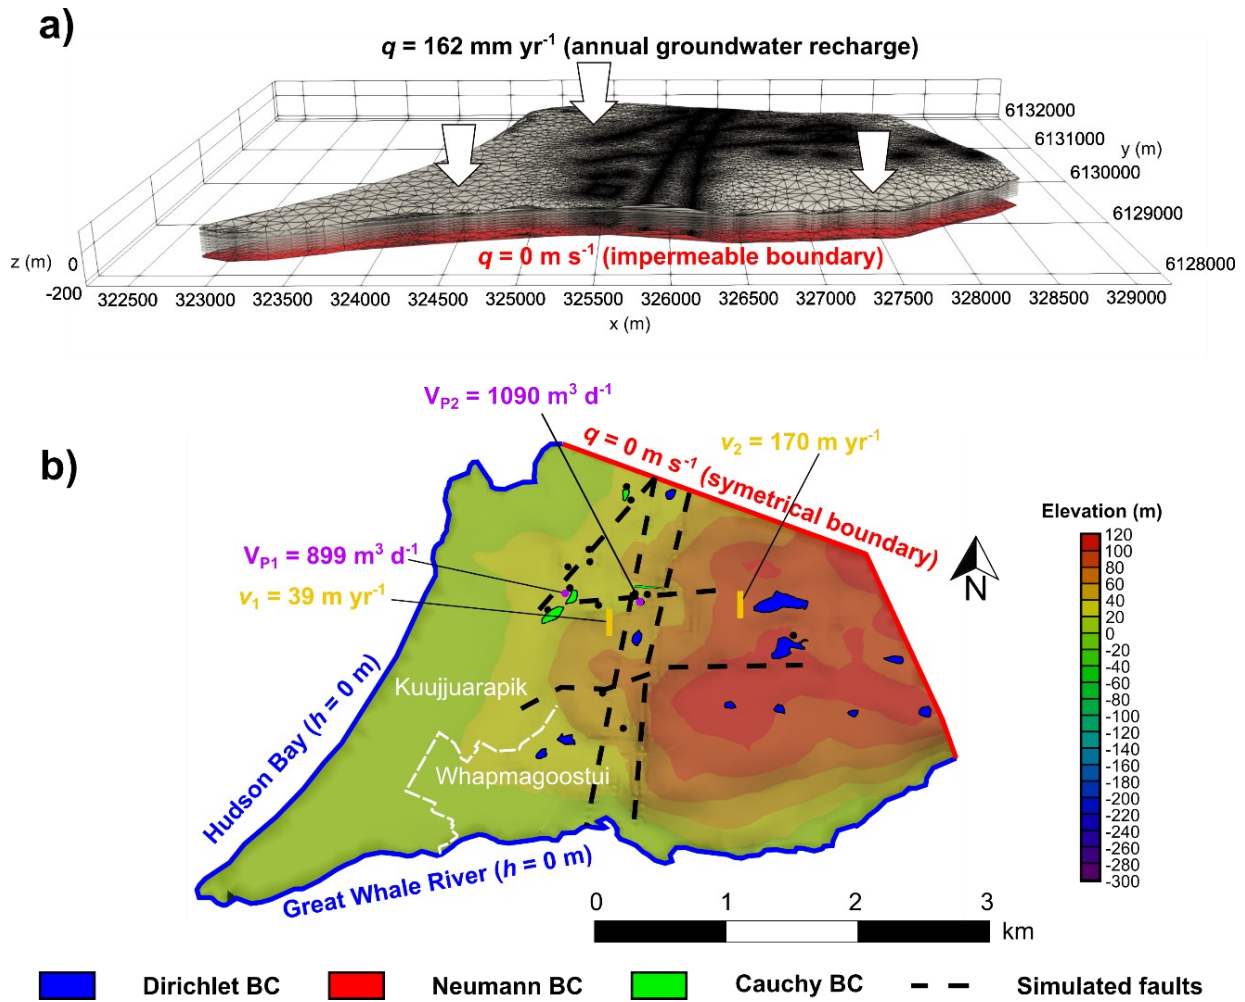 a)
q = 162 mm yr⁻¹ (annual groundwater recharge)
6132000
6131000
y (m)
6130000
6129000
6128000
q = 0 m s⁻¹ (impermeable boundary)
z (m)
0
-200
322500 323000 323500 324000 324500 325000 325500 326000 326500 327000 327500 328000 328500 329000
x (m)
b)
V_P2 = 1090 m³ d⁻¹
q = 0 m s⁻¹ (symetrical boundary)
v₂ = 170 m yr⁻¹
V_P1 = 899 m³ d⁻¹
v₁ = 39 m yr⁻¹
Elevation (m)
120
100
80
60
40
20
0
-20
-40
-60
-80
-100
-120
-140
-160
-180
-200
-220
-240
-260
-280
-300
N
Kuujjuarapik
Whapmagoostui
Hudson Bay (h = 0 m)
Great Whale River (h = 0 m)
0 1 2 3
km
Dirichlet BC Neumann BC Cauchy BC Simulated faults